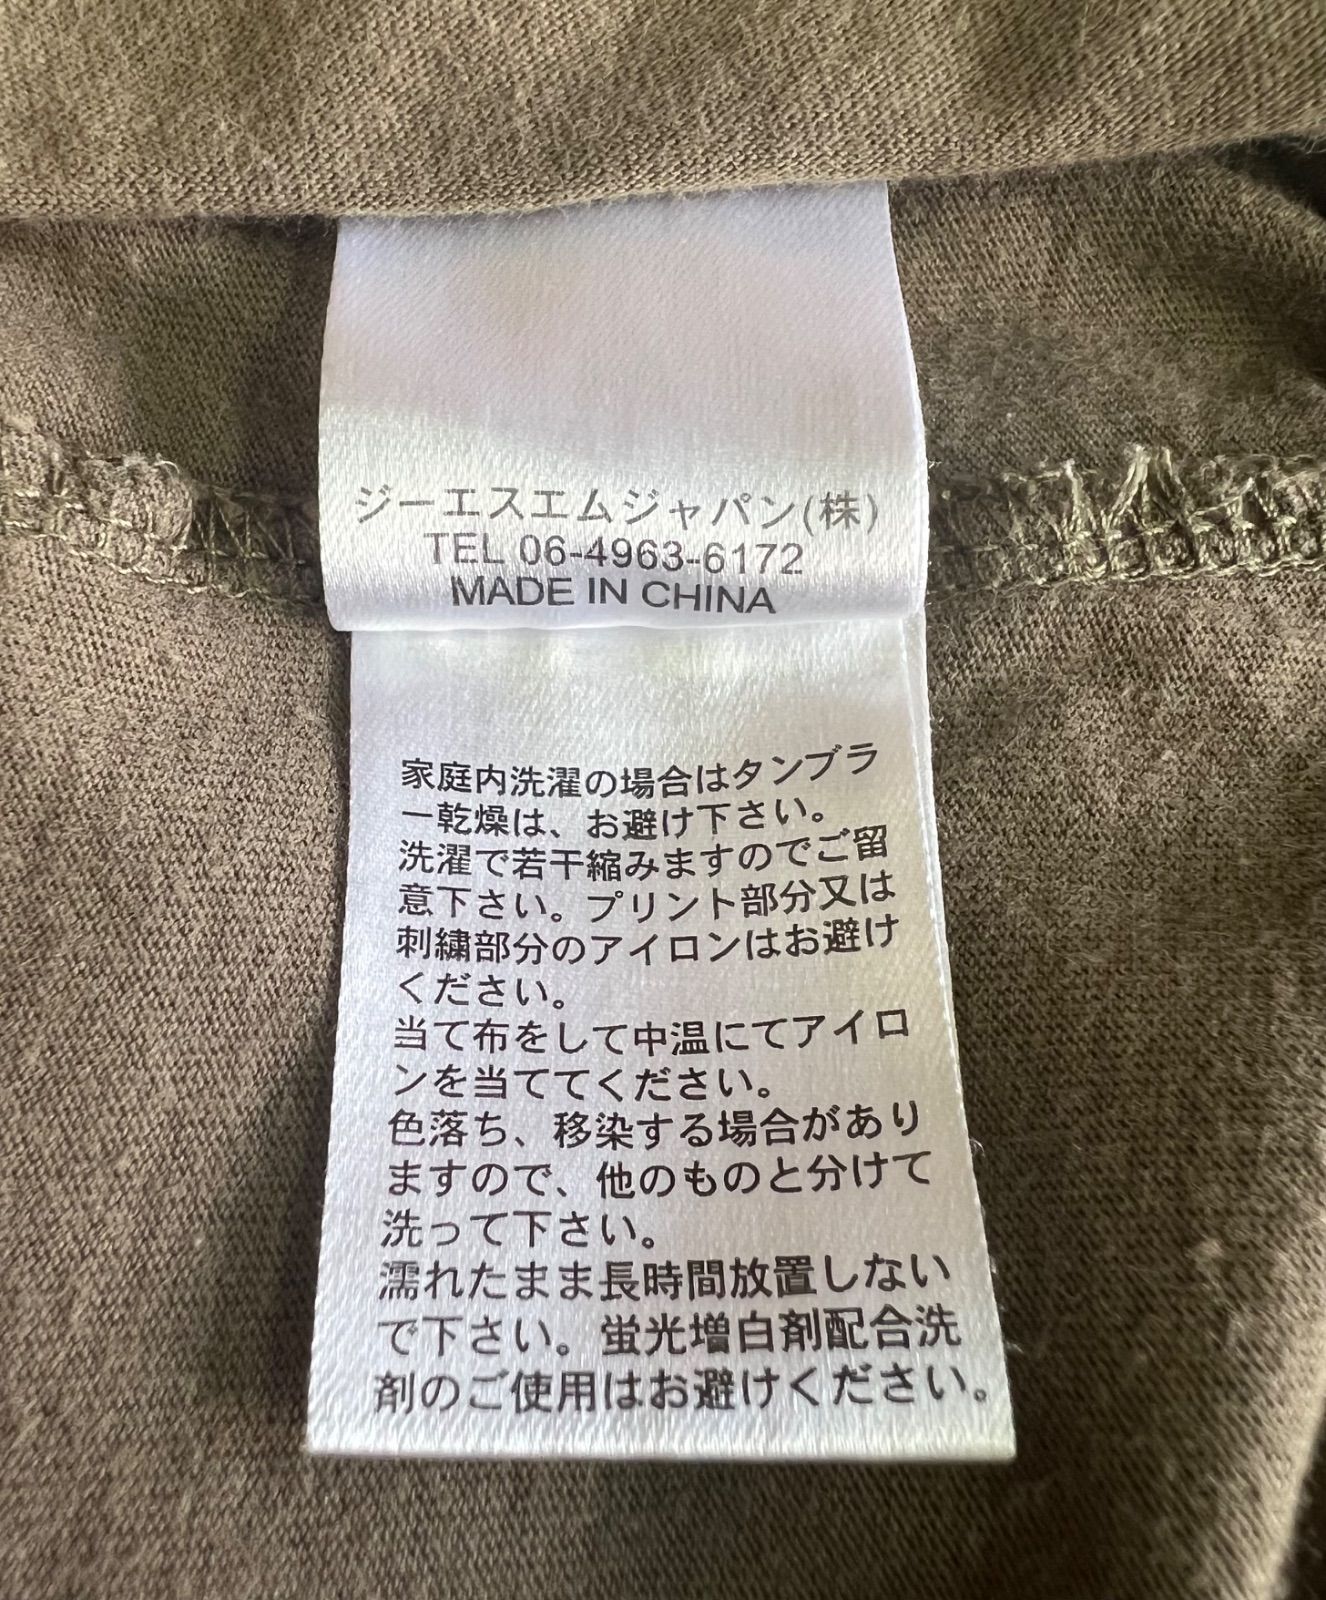 ジーエスエムジャパン(株)
TEL 06-4963-6172
MADE IN CHINA
家庭内洗濯の場合はタンブラ
ー乾燥は、お避け下さい。
洗濯で若干縮みますのでご留
意下さい。プリント部分又は
刺繍部分のアイロンはお避け
ください。
当て布をして中温にてアイロ
ンを当ててください。
色落ち、移染する場合があり
ますので、他のものと分けて
洗って下さい。
濡れたまま長時間放置しない
で下さい。蛍光増白剤配合洗
剤のご使用はお避けください。